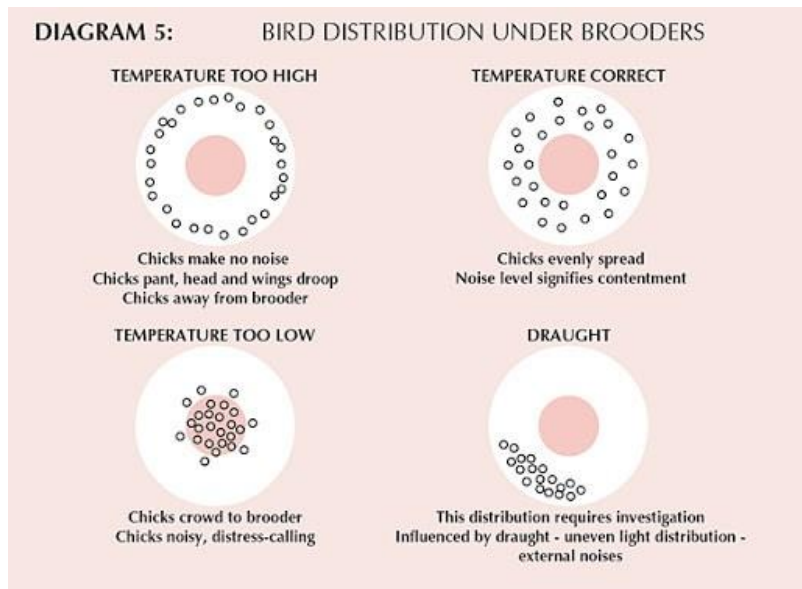 DIAGRAM 5: BIRD DISTRIBUTION UNDER BROODERS
TEMPERATURE TOO HIGH
Chicks make no noise
Chicks pant, head and wings droop
Chicks away from brooder
TEMPERATURE CORRECT
Chicks evenly spread
Noise level signifies contentment
TEMPERATURE TOO LOW
Chicks crowd to brooder
Chicks noisy, distress-calling
DRAUGHT
This distribution requires investigation
Influenced by draught - uneven light distribution -
external noises